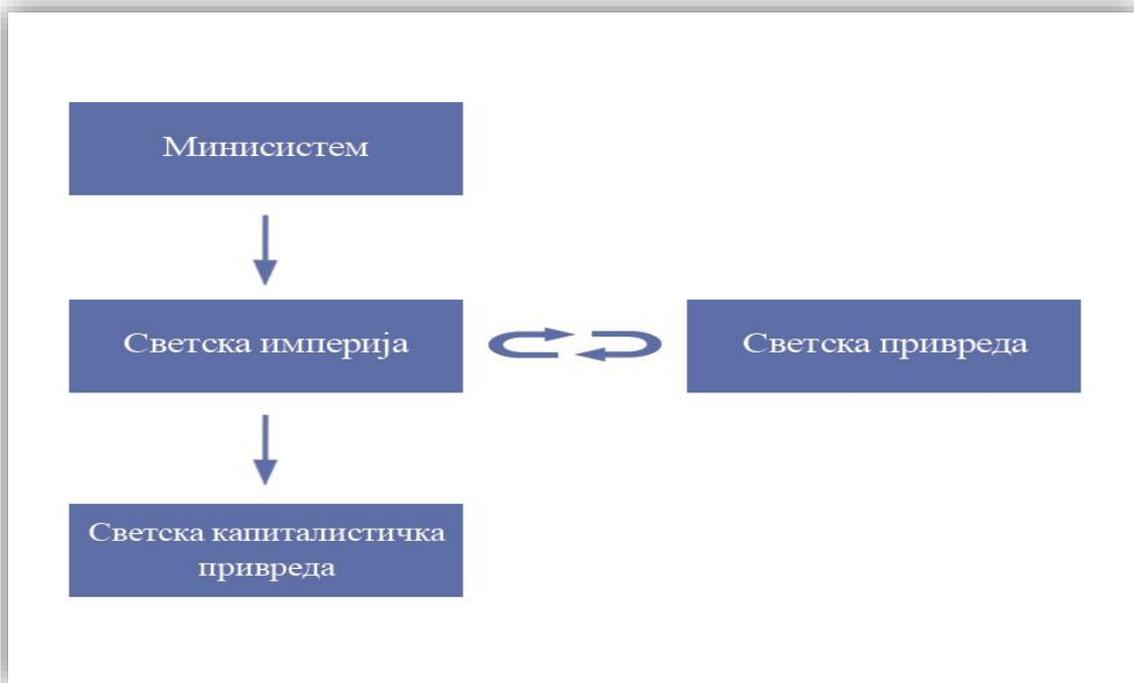 Минисистем
Светска империја
Светска привреда
Светска капиталистичка
привреда